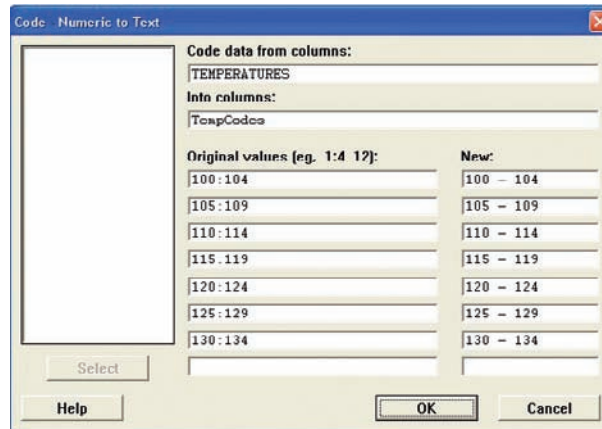 Code - Numeric to Text
Code data from columns:
TEMPERATURES
Into columns:
TempCodes
Original values (eg. 1:4 12): New:
100:104 100 - 104
105:109 105 - 109
110:114 110 - 114
115.119 115 - 119
120:124 120 - 124
125:129 125 - 129
130:134 130 - 134
Select
Help OK Cancel